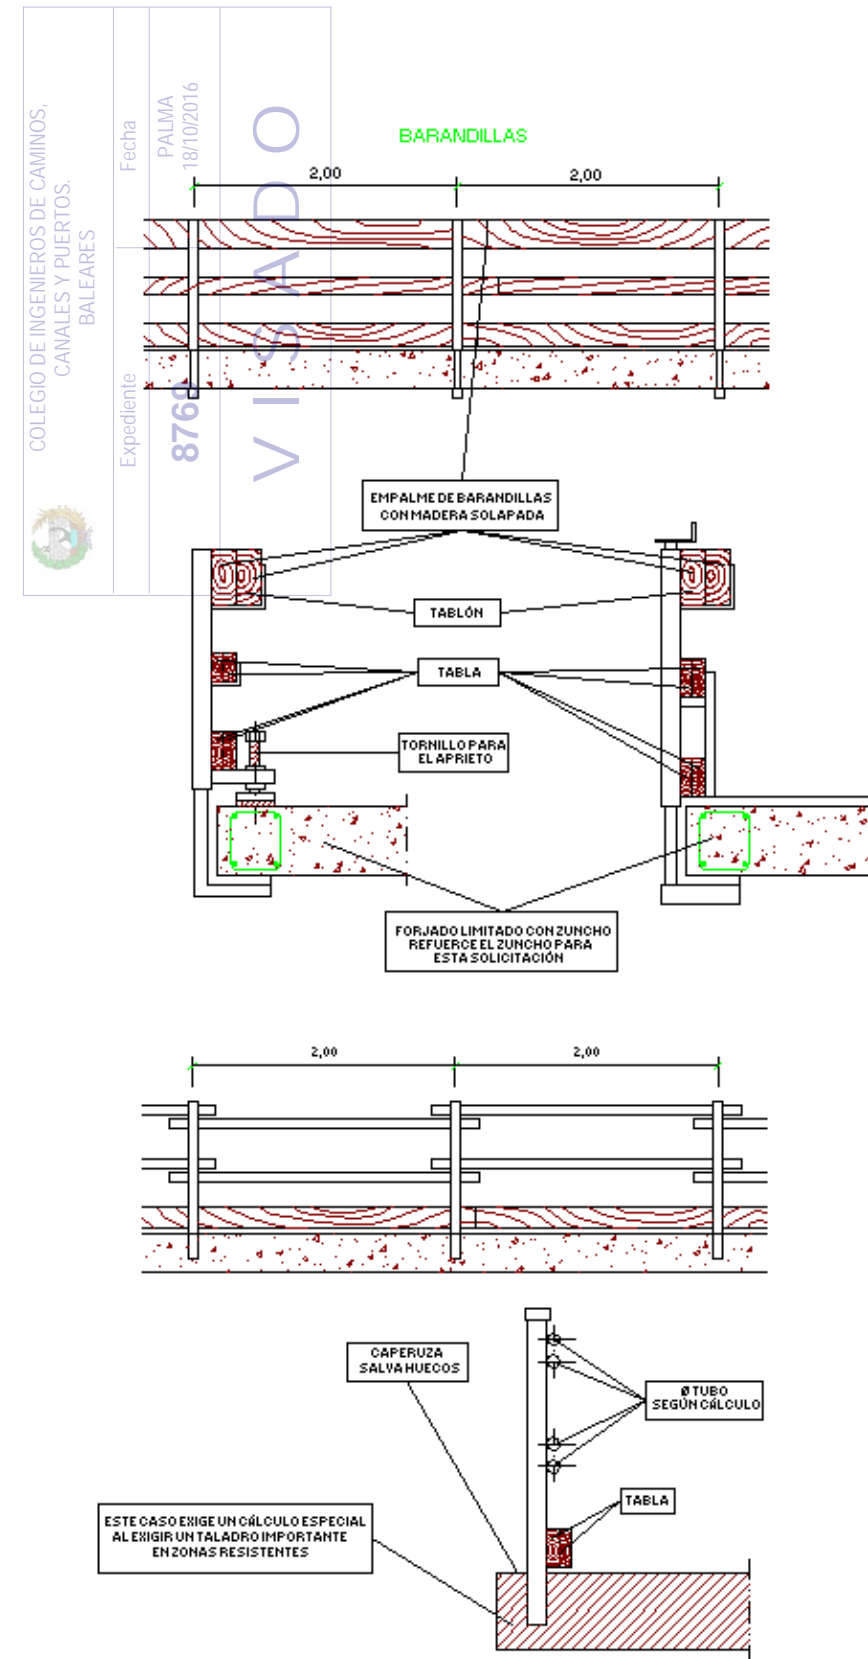 COLEGIO DE INGENIEROS DE CAMINOS,
CANALES Y PUERTOS.
BALEARES
Expediente
Fecha
8769
PALMA
18/10/2016
VISADO
BARANDILLAS
2,00
2,00
EMPALME DE BARANDILLAS
CON MADERA SOLAPADA
TABLÓN
TABLA
TORNILLO PARA
EL APRIETO
FORJADO LIMITADO CON ZUNCHO
REFUERCE EL ZUNCHO PARA
ESTA SOLICITACIÓN
2,00
2,00
CAPERUZA
SALVA HUECOS
Ø TUBO
SEGÚN CÁLCULO
TABLA
ESTE CASO EXIGE UN CÁLCULO ESPECIAL
AL EXIGIR UN TALADRO IMPORTANTE
EN ZONAS RESISTENTES